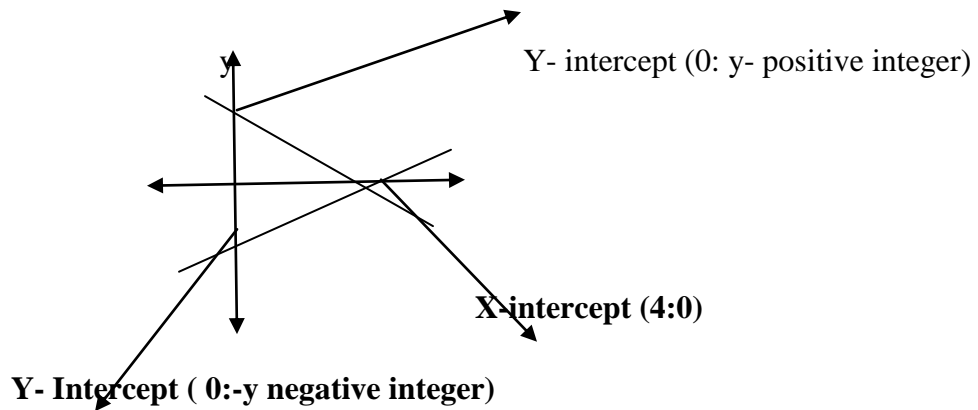 y
Y- intercept (0: y- positive integer)
X-intercept (4:0)
Y- Intercept ( 0:-y negative integer)